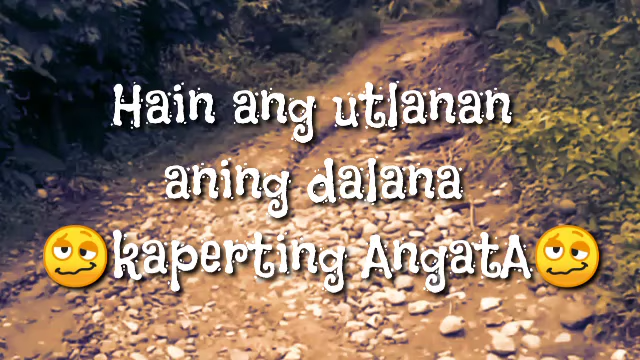 Hain ang utlanan
aning dalana
🥴kaperting AngatA🥴